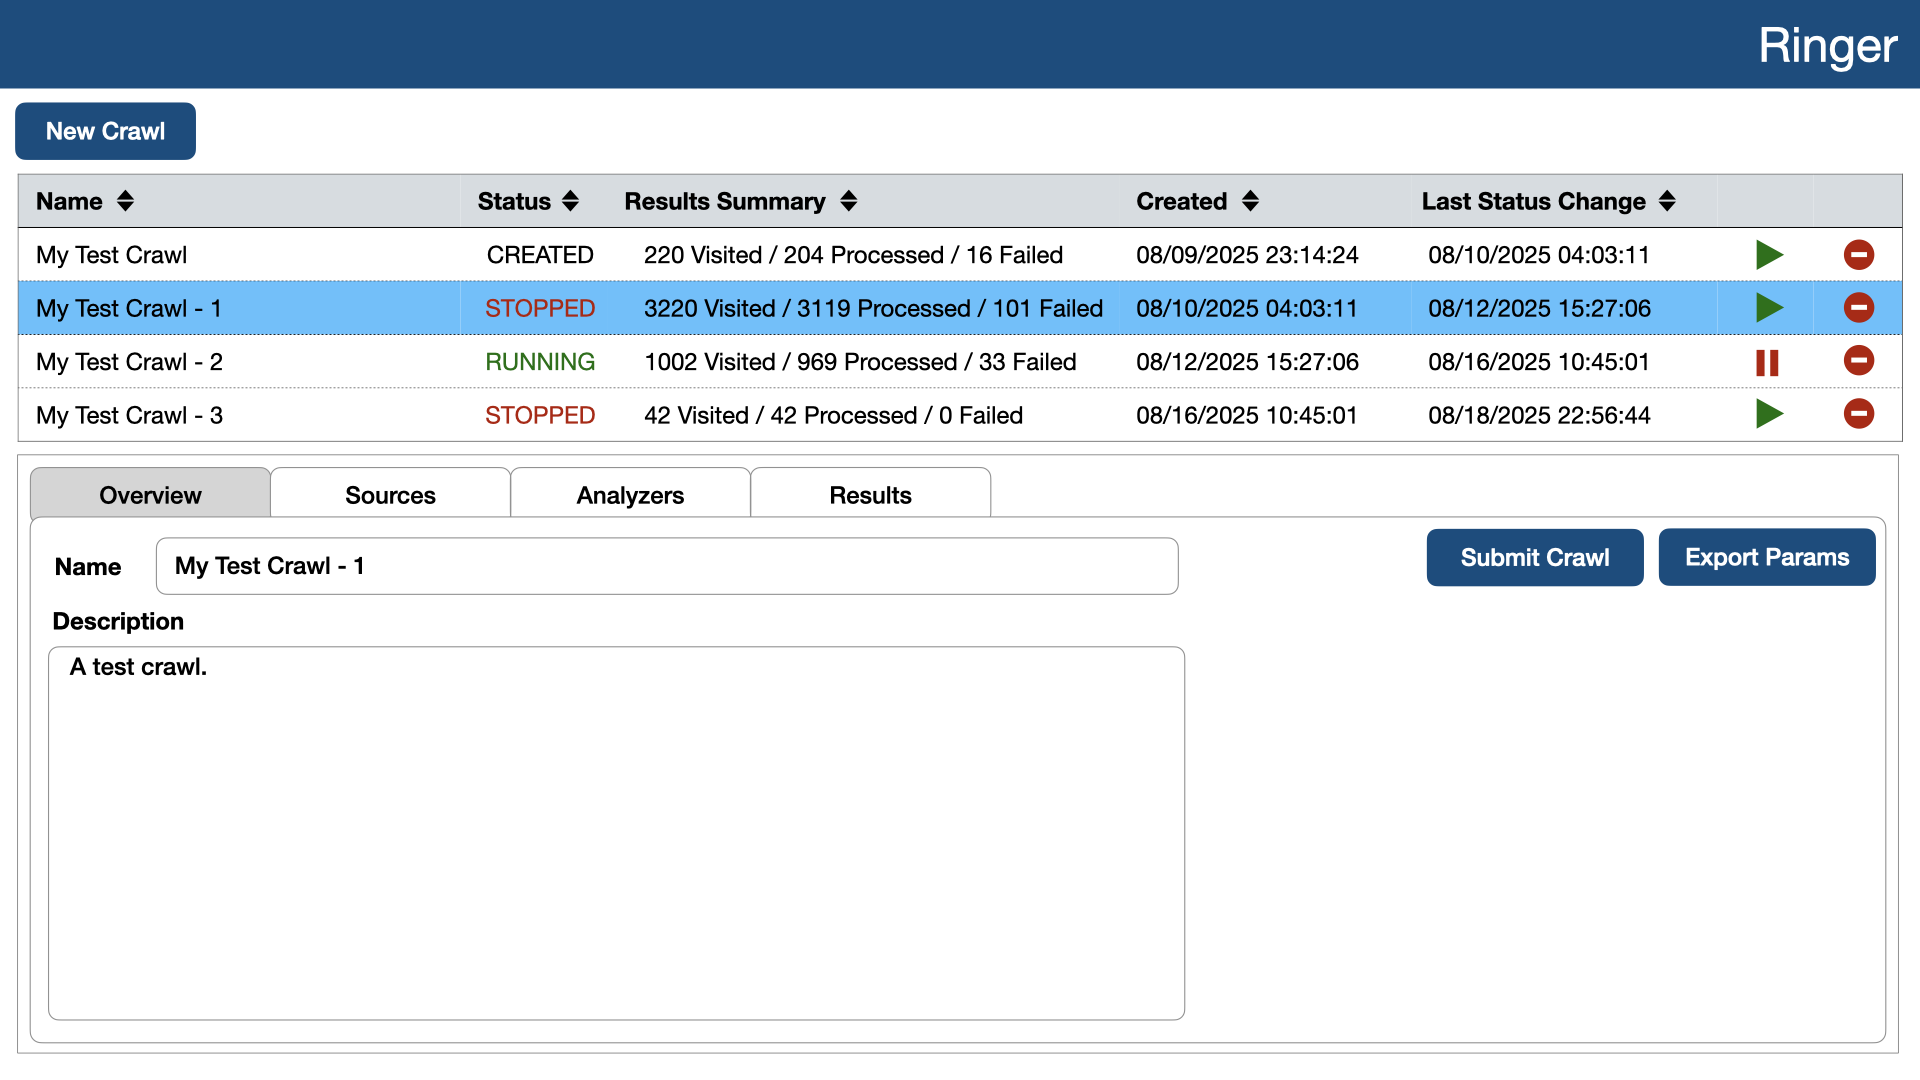 Ringer
New Crawl
Name Status Results Summary Created Last Status Change
My Test Crawl CREATED 220 Visited / 204 Processed / 16 Failed 08/09/2025 23:14:24 08/10/2025 04:03:11
My Test Crawl - 1 STOPPED 3220 Visited / 3119 Processed / 101 Failed 08/10/2025 04:03:11 08/12/2025 15:27:06
My Test Crawl - 2 RUNNING 1002 Visited / 969 Processed / 33 Failed 08/12/2025 15:27:06 08/16/2025 10:45:01
My Test Crawl - 3 STOPPED 42 Visited / 42 Processed / 0 Failed 08/16/2025 10:45:01 08/18/2025 22:56:44
Overview Sources Analyzers Results
Name My Test Crawl - 1 Submit Crawl Export Params
Description
A test crawl.